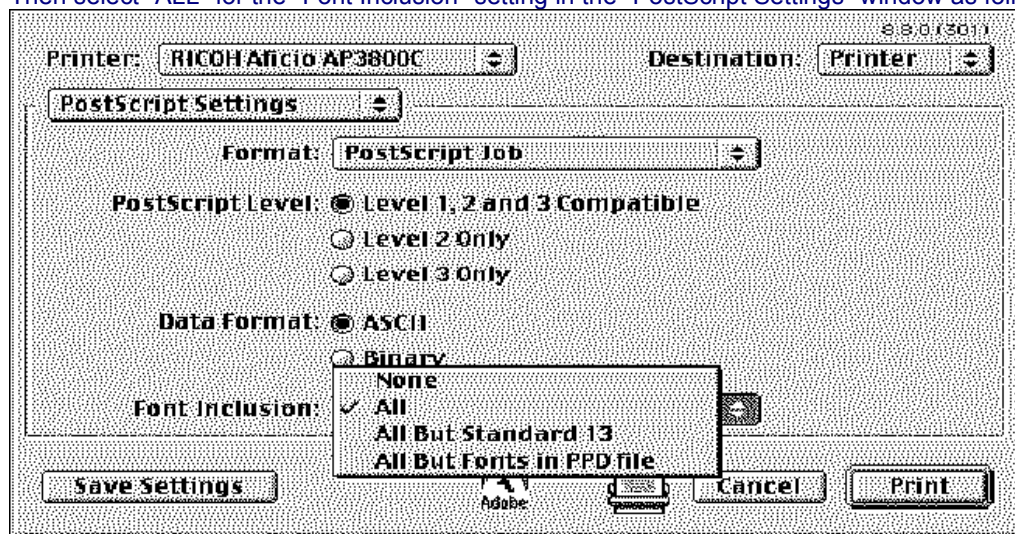 Then select "ALL" for the "Font Inclusion" setting in the "PostScript Settings" window as
8.8.0 (301)
Printer: RICOH Aficio AP3800C Destination: Printer
PostScript Settings
Format: PostScript Job
PostScript Level: Level 1, 2 and 3 Compatible
Level 2 Only
Level 3 Only
Data Format: ASCII
Binary
None
Font Inclusion: ✓ All
All But Standard 13
All But Fonts in PPD file
Save Settings Adobe Cancel Print